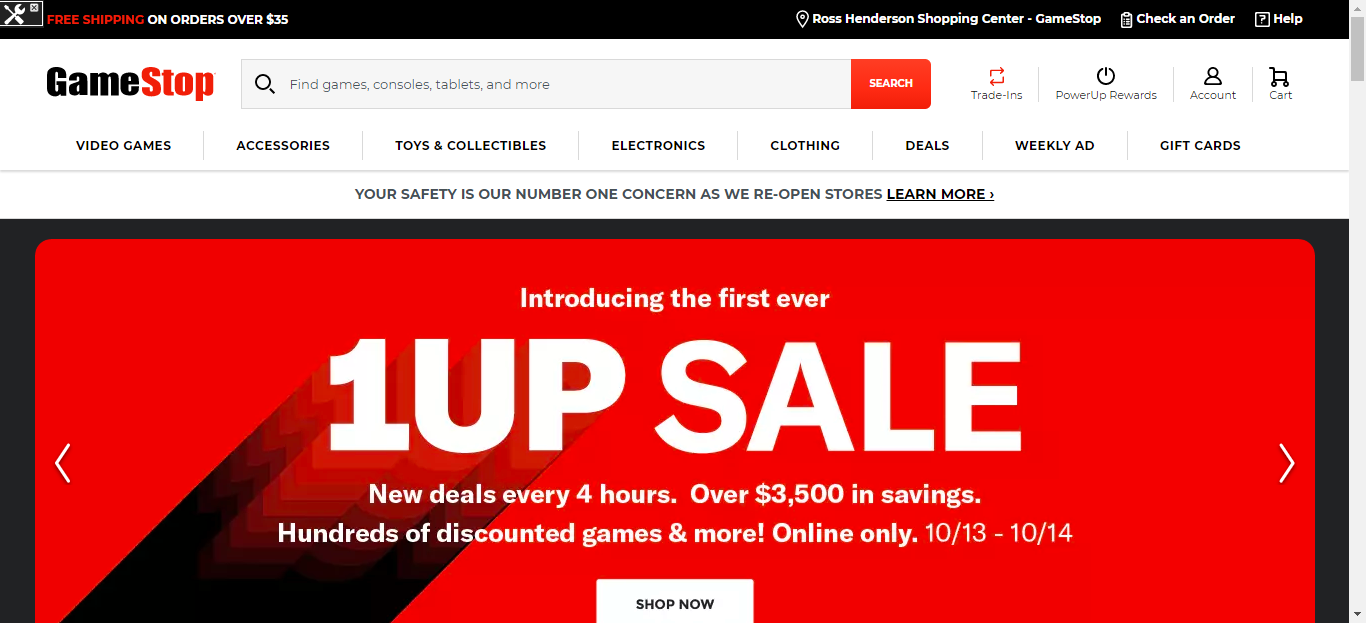 FREE SHIPPING ON ORDERS OVER $35
Ross Henderson Shopping Center - GameStop
Check an Order
? Help
GameStop
Find games, consoles, tablets, and more
SEARCH
Trade-Ins
PowerUp Rewards
Account
Cart
VIDEO GAMES
ACCESSORIES
TOYS & COLLECTIBLES
ELECTRONICS
CLOTHING
DEALS
WEEKLY AD
GIFT CARDS
YOUR SAFETY IS OUR NUMBER ONE CONCERN AS WE RE-OPEN STORES LEARN MORE ›
Introducing the first ever
1UP SALE
New deals every 4 hours. Over $3,500 in savings.
Hundreds of discounted games & more! Online only. 10/13 - 10/14
SHOP NOW